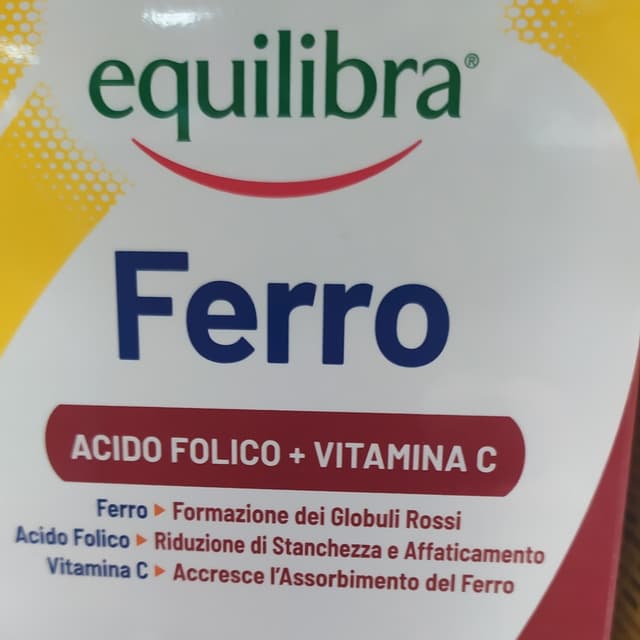 equilibra®
Ferro
ACIDO FOLICO + VITAMINA C
Ferro ▸ Formazione dei Globuli Rossi
Acido Folico ▸ Riduzione di Stanchezza e Affaticamento
Vitamina C ▸ Accresce l'Assorbimento del Ferro